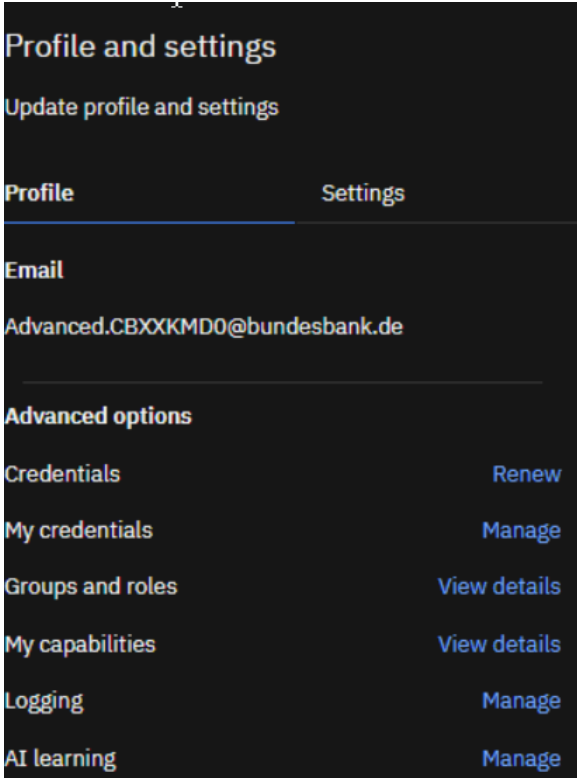 Profile and settings
Update profile and settings
Profile Settings
Email
Advanced.CBXXKMD0@bundesbank.de
Advanced options
Credentials Renew
My credentials Manage
Groups and roles View details
My capabilities View details
Logging Manage
AI learning Manage